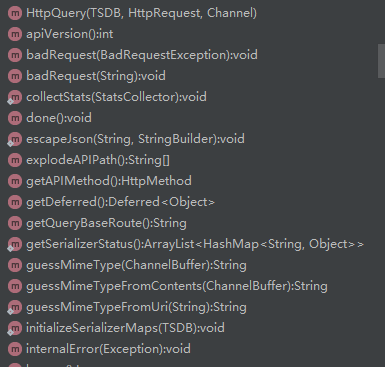 HttpQuery(TSDB, HttpRequest, Channel)
apiVersion():int
badRequest(BadRequestException):void
badRequest(String):void
collectStats(StatsCollector):void
done():void
escapeJson(String, StringBuilder):void
explodeAPIPath():String[]
getAPIMethod():HttpMethod
getDeferred():Deferred<Object>
getQueryBaseRoute():String
getSerializerStatus():ArrayList<HashMap<String, Object>>
guessMimeType(ChannelBuffer):String
guessMimeTypeFromContents(ChannelBuffer):String
guessMimeTypeFromUri(String):String
initializeSerializerMaps(TSDB):void
internalError(Exception):void